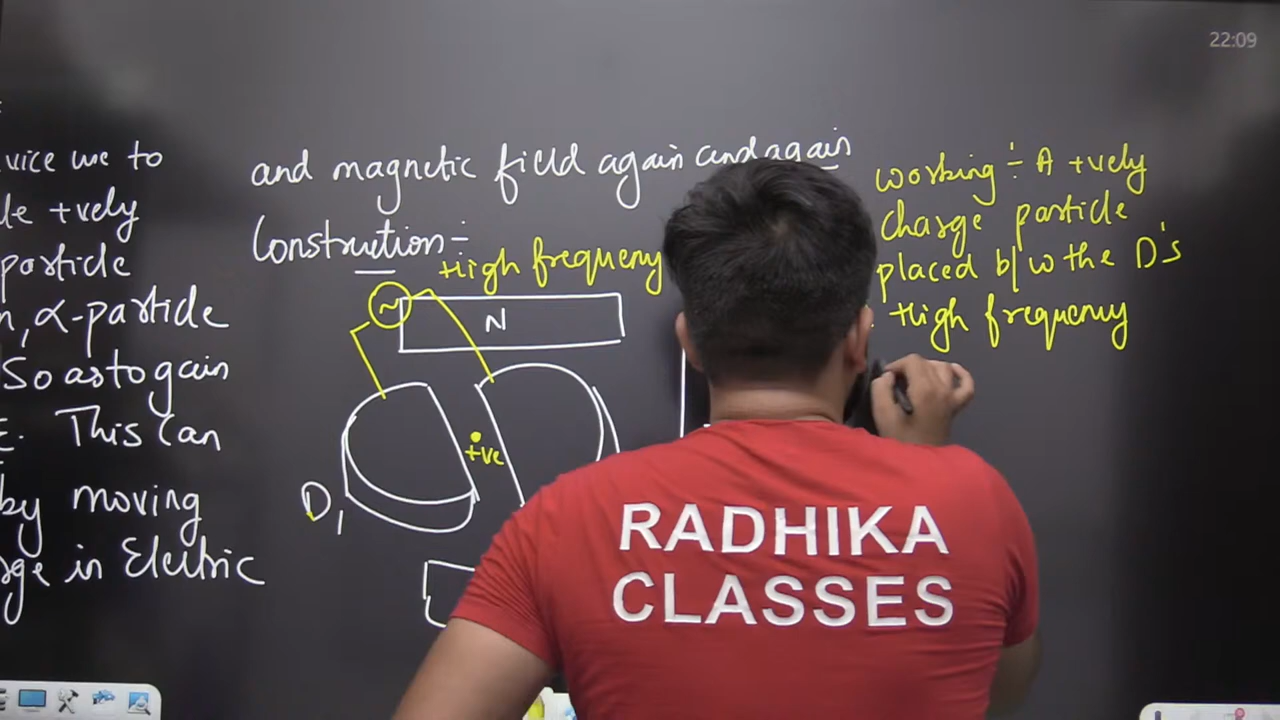 22:09
vice we to
le +vely
particle
n, α-particle
So as to gain
This can
by moving
rge in Electric
and magnetic field again and again
Construction :-
High frequency
N
+ve
D1
working ÷ A +vely
charge particle
placed b/w the D's
. High frequency
RADHIKA
CLASSES